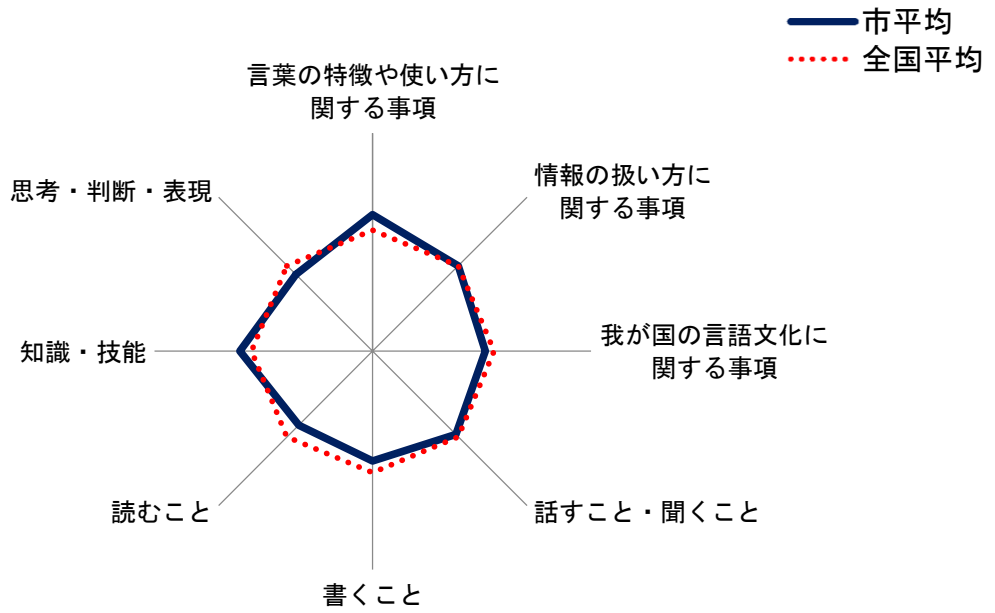 市平均
全国平均
言葉の特徴や使い方に
関する事項
情報の扱い方に
関する事項
我が国の言語文化に
関する事項
話すこと・聞くこと
書くこと
読むこと
知識・技能
思考・判断・表現